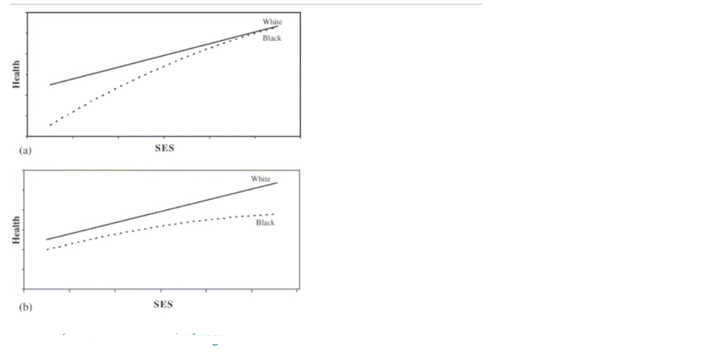 White
Black
Health
SES
(a)
White
Black
Health
SES
(b)